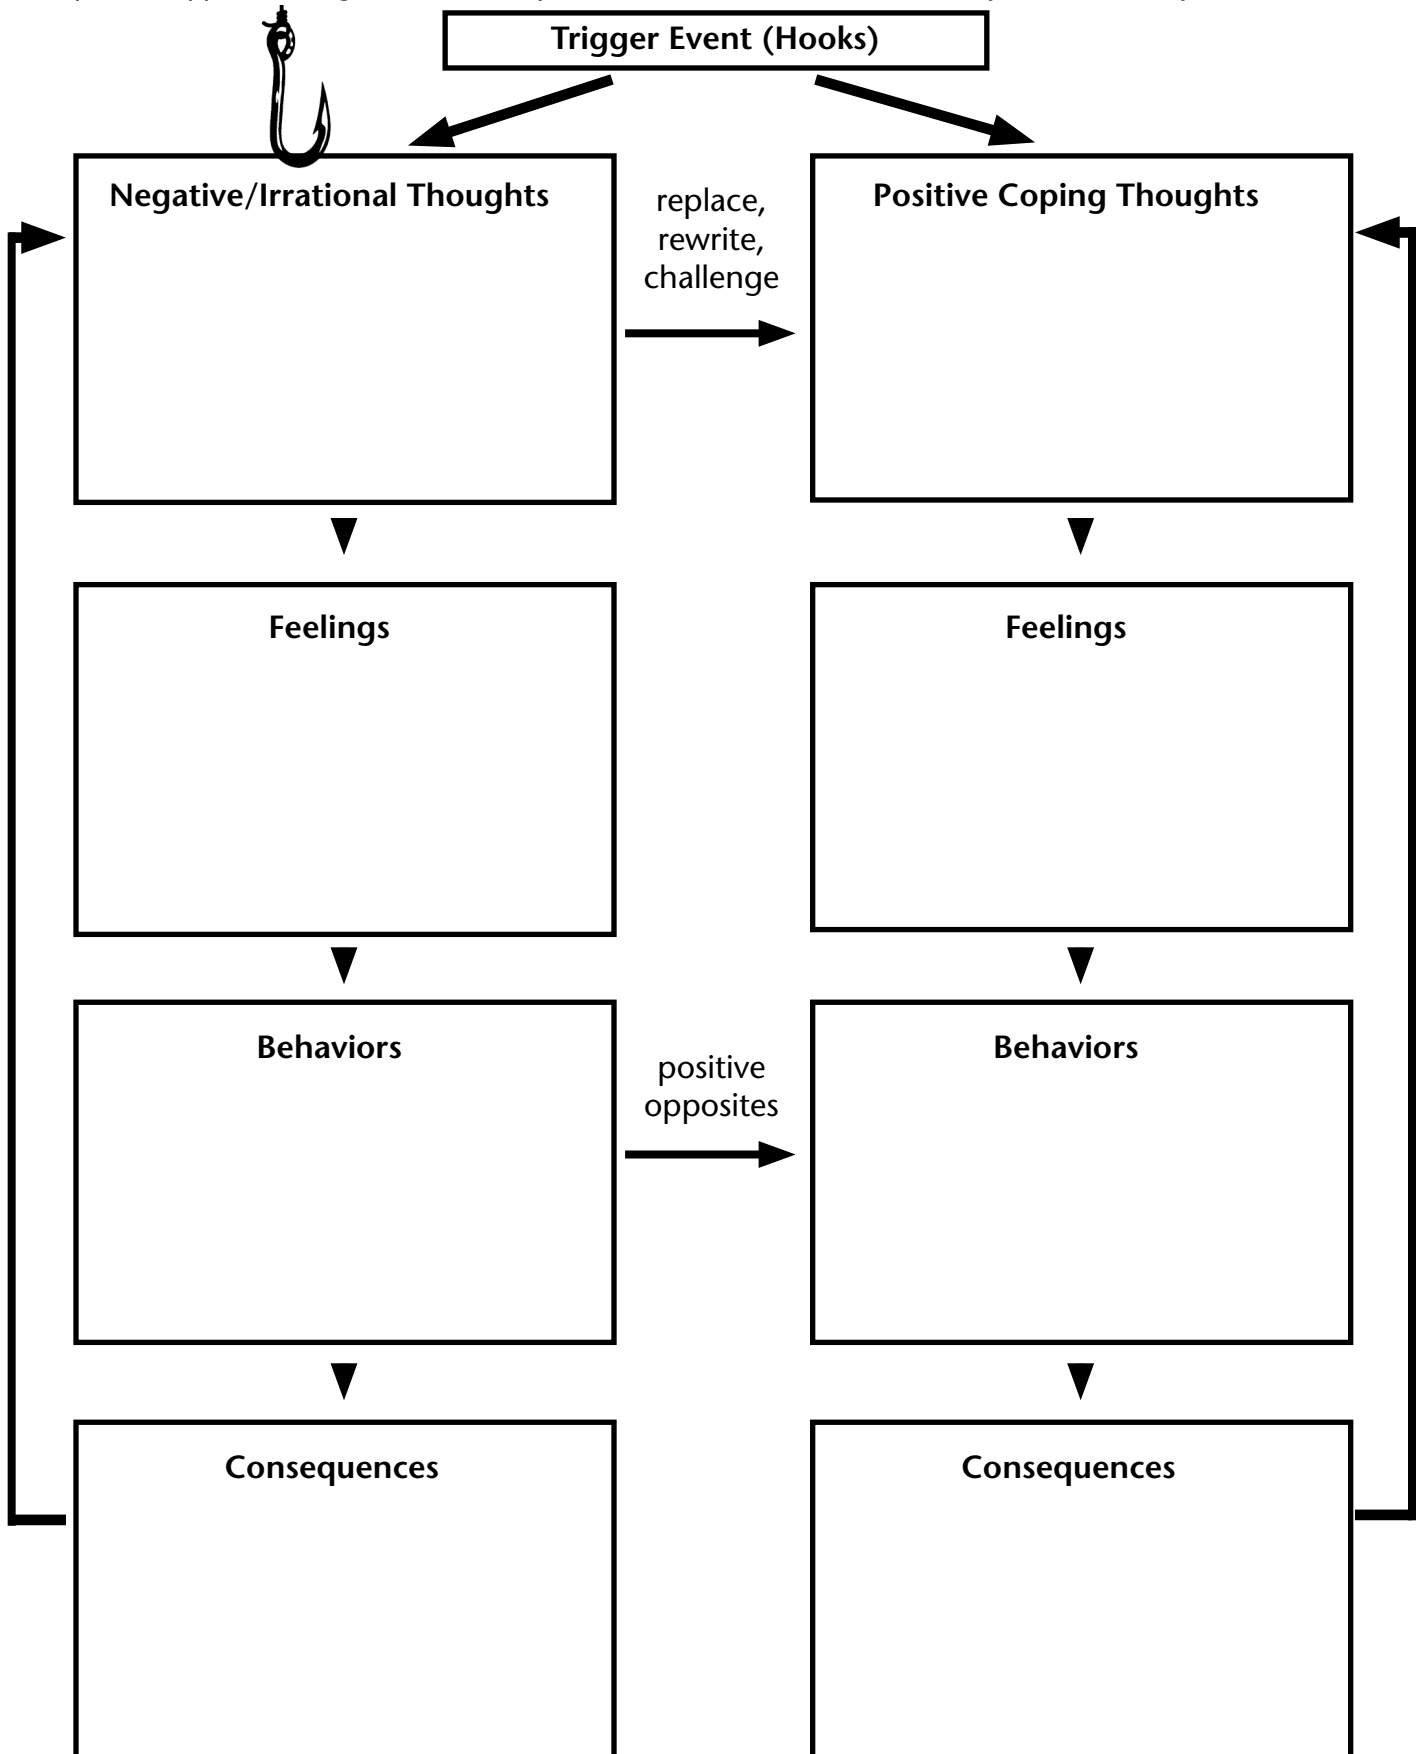 Trigger Event (Hooks)
Negative/Irrational Thoughts
replace,
rewrite,
challenge
Positive Coping Thoughts
Feelings
Feelings
Behaviors
positive
opposites
Behaviors
Consequences
Consequences